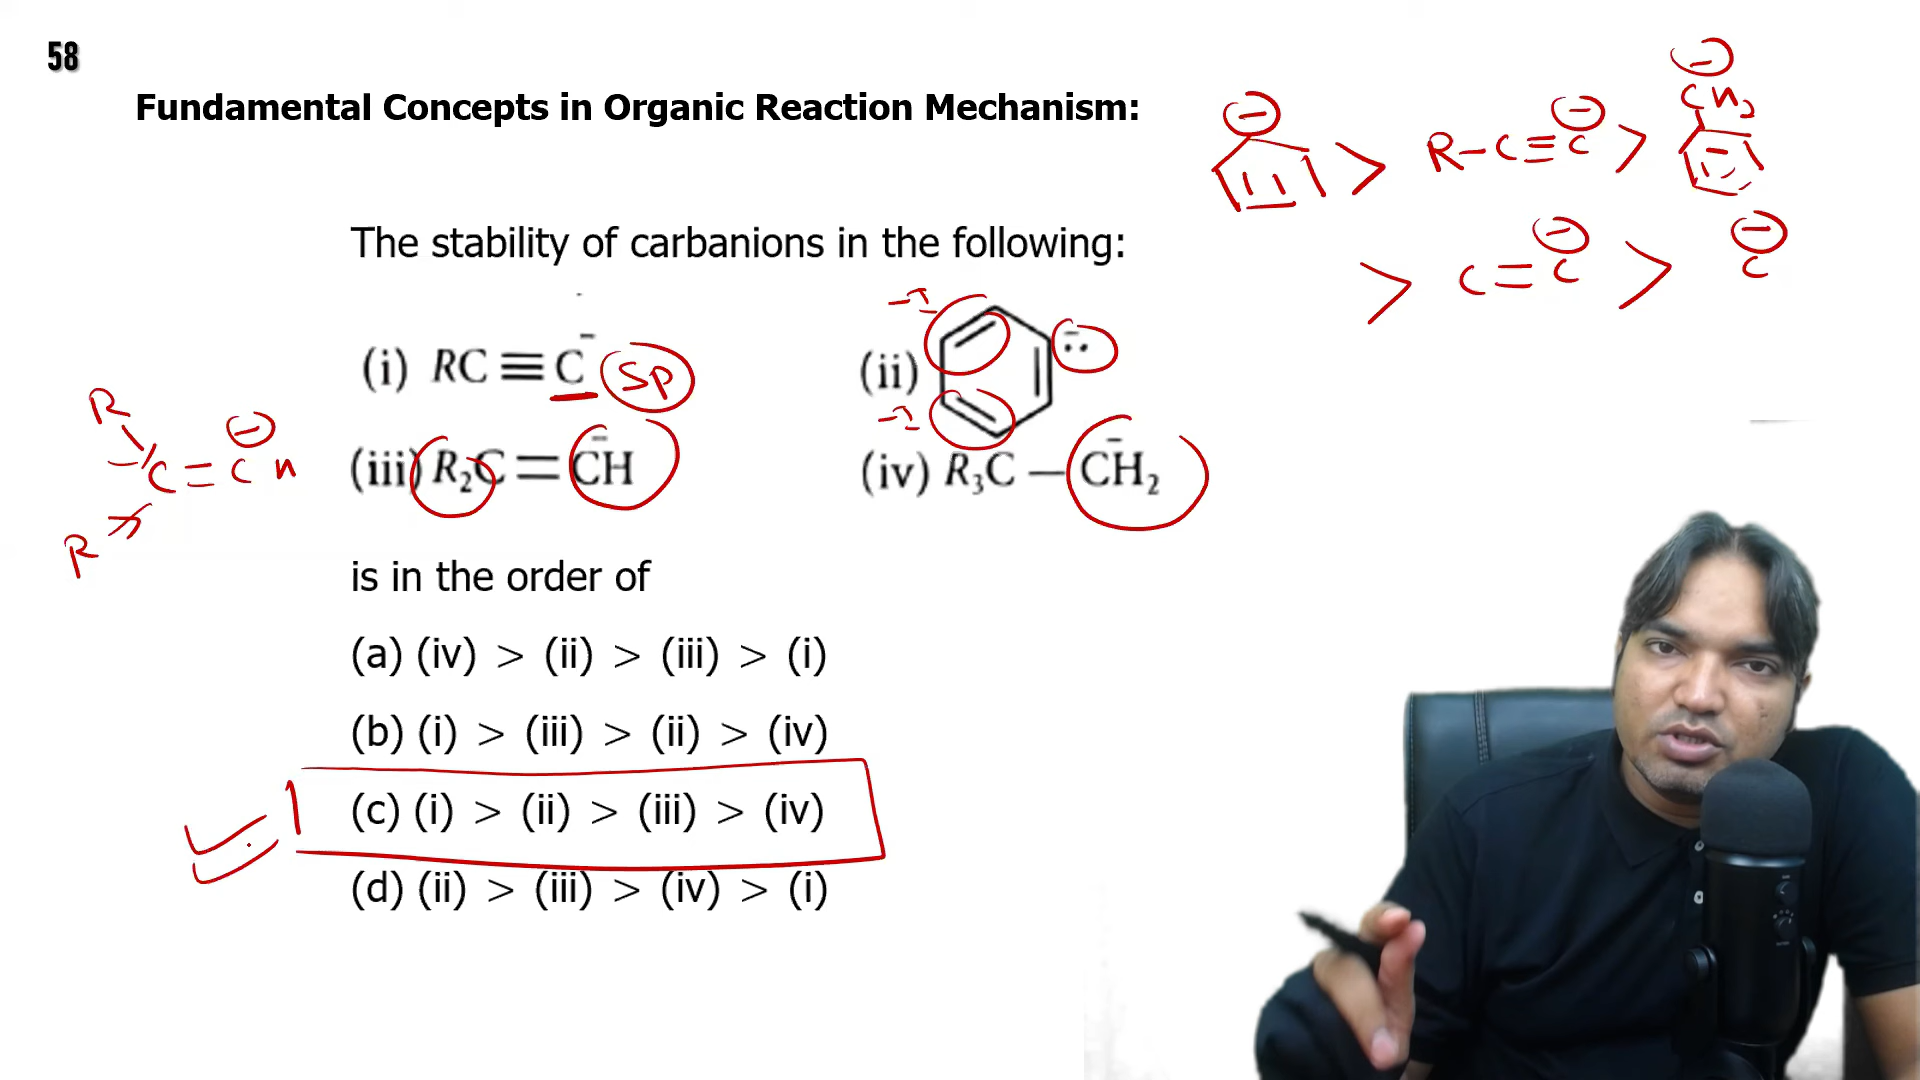 58
Fundamental Concepts in Organic Reaction Mechanism:
⊖ > R-C≡C⊖ > CH2⊖
> C=C⊖ > C⊖
The stability of carbanions in the following:
(i) RC ≡ C̄ SP
-I (ii) -I
(iii) R₂C = C̄H
(iv) R₃C — C̄H₂
R R C = C⊖ H
is in the order of
(a) (iv) > (ii) > (iii) > (i)
(b) (i) > (iii) > (ii) > (iv)
(c) (i) > (ii) > (iii) > (iv)
(d) (ii) > (iii) > (iv) > (i)